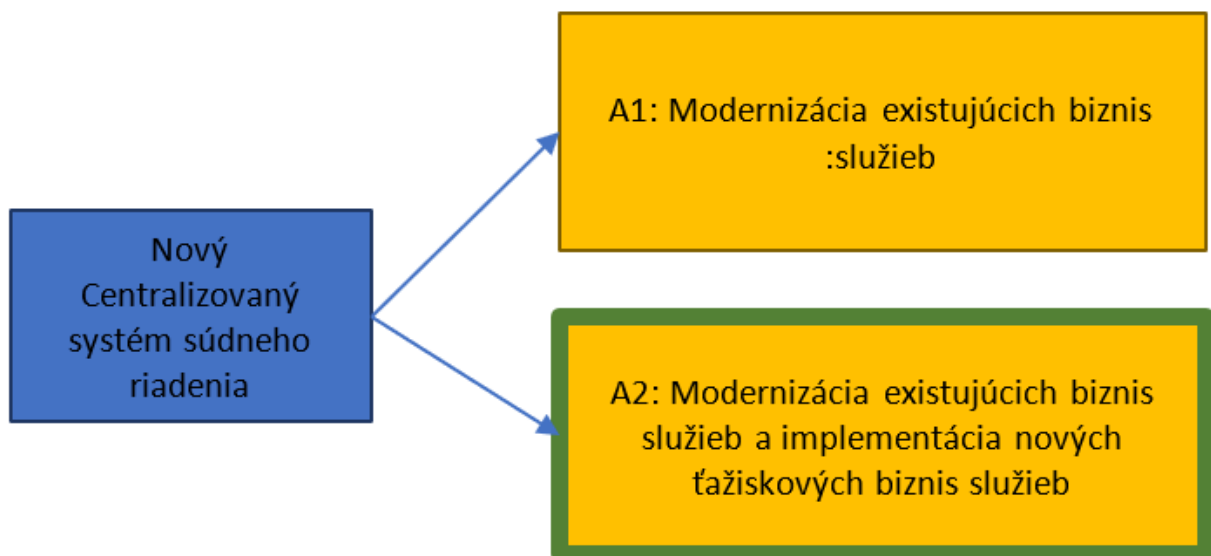 Nový
Centralizovaný
systém súdneho
riadenia
A1: Modernizácia existujúcich biznis
:služieb
A2: Modernizácia existujúcich biznis
služieb a implementácia nových
ťažiskových biznis služieb